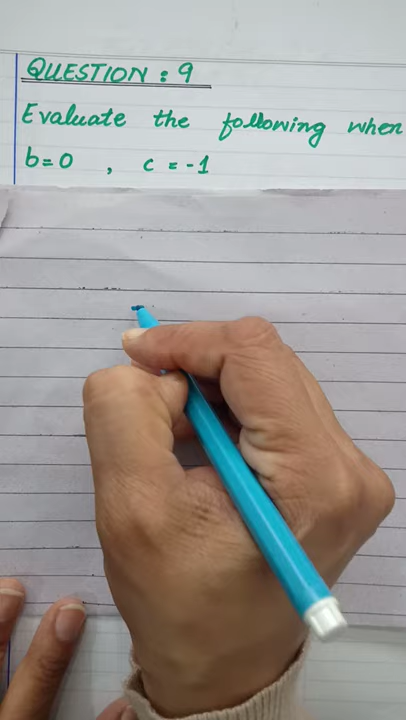 QUESTION : 9
Evaluate the following when
b=0 , c = -1